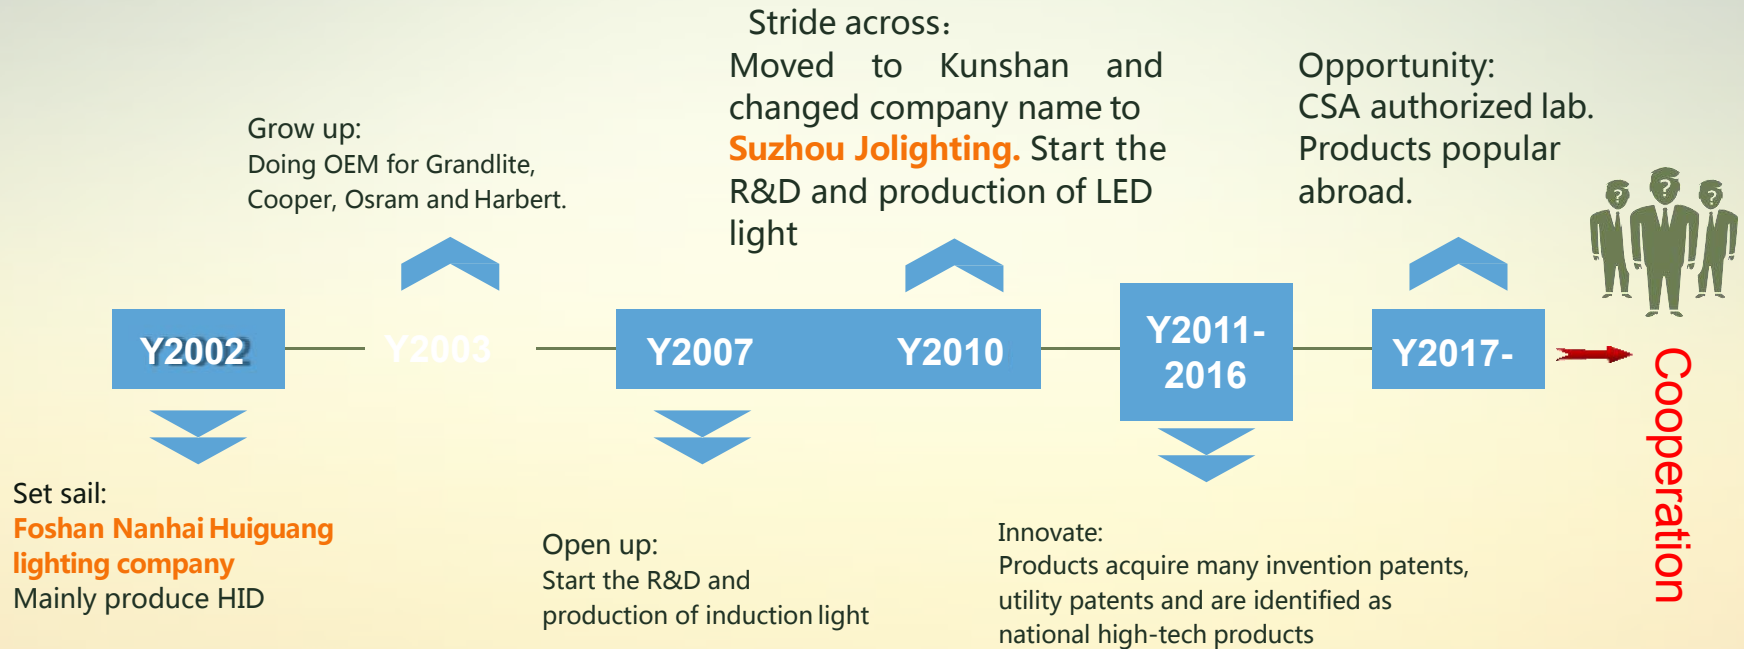 Stride across：
Moved to Kunshan and
changed company name to
Suzhou Jolighting. Start the
R&D and production of LED
light
Opportunity:
CSA authorized lab.
Products popular
abroad.
Grow up:
Doing OEM for Grandlite,
Cooper, Osram and Harbert.
? ? ?
Y2002
Y2003
Y2007
Y2010
Y2011-
2016
Y2017-
Cooperation
Set sail:
Foshan Nanhai Huiguang
lighting company
Mainly produce HID
Open up:
Start the R&D and
production of induction light
Innovate:
Products acquire many invention patents,
utility patents and are identified as
national high-tech products